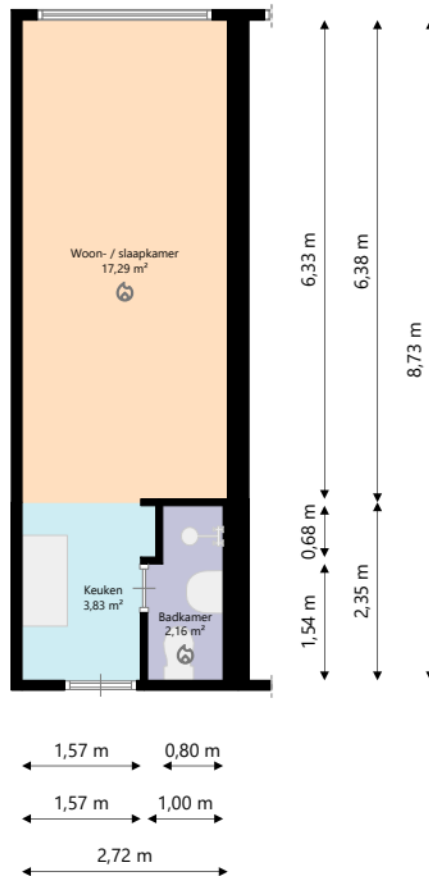 Woon- / slaapkamer
17,29 m²
6,33 m
6,38 m
8,73 m
0,68 m
Keuken
3,83 m²
1,54 m
2,35 m
Badkamer
2,16 m²
1,57 m
0,80 m
1,57 m
1,00 m
2,72 m